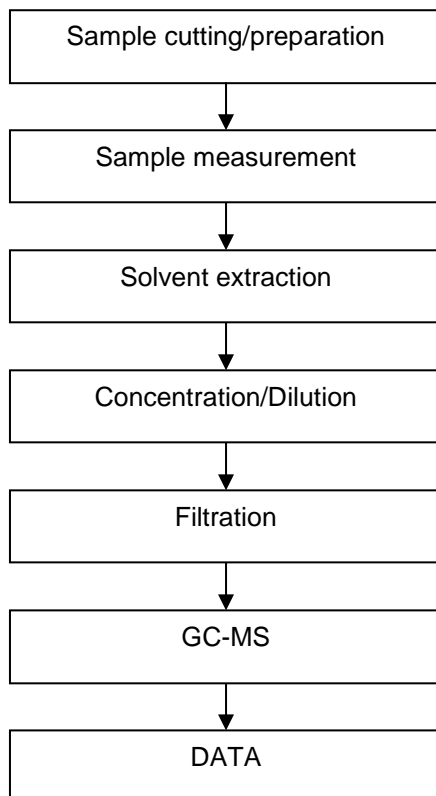 Sample cutting/preparation
Sample measurement
Solvent extraction
Concentration/Dilution
Filtration
GC-MS
DATA